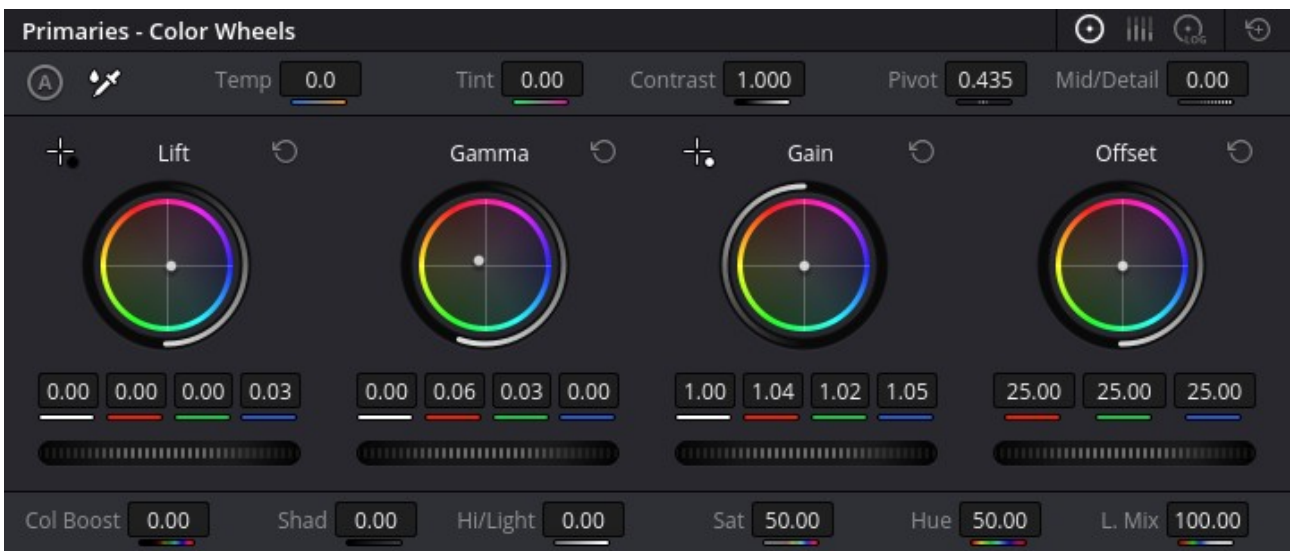 Primaries - Color Wheels LOG
A Temp 0.0 Tint 0.00 Contrast 1.000 Pivot 0.435 Mid/Detail 0.00
Lift Gamma Gain Offset
0.00 0.00 0.00 0.03 0.00 0.06 0.03 0.00 1.00 1.04 1.02 1.05 25.00 25.00 25.00
Col Boost 0.00 Shad 0.00 Hi/Light 0.00 Sat 50.00 Hue 50.00 L. Mix 100.00